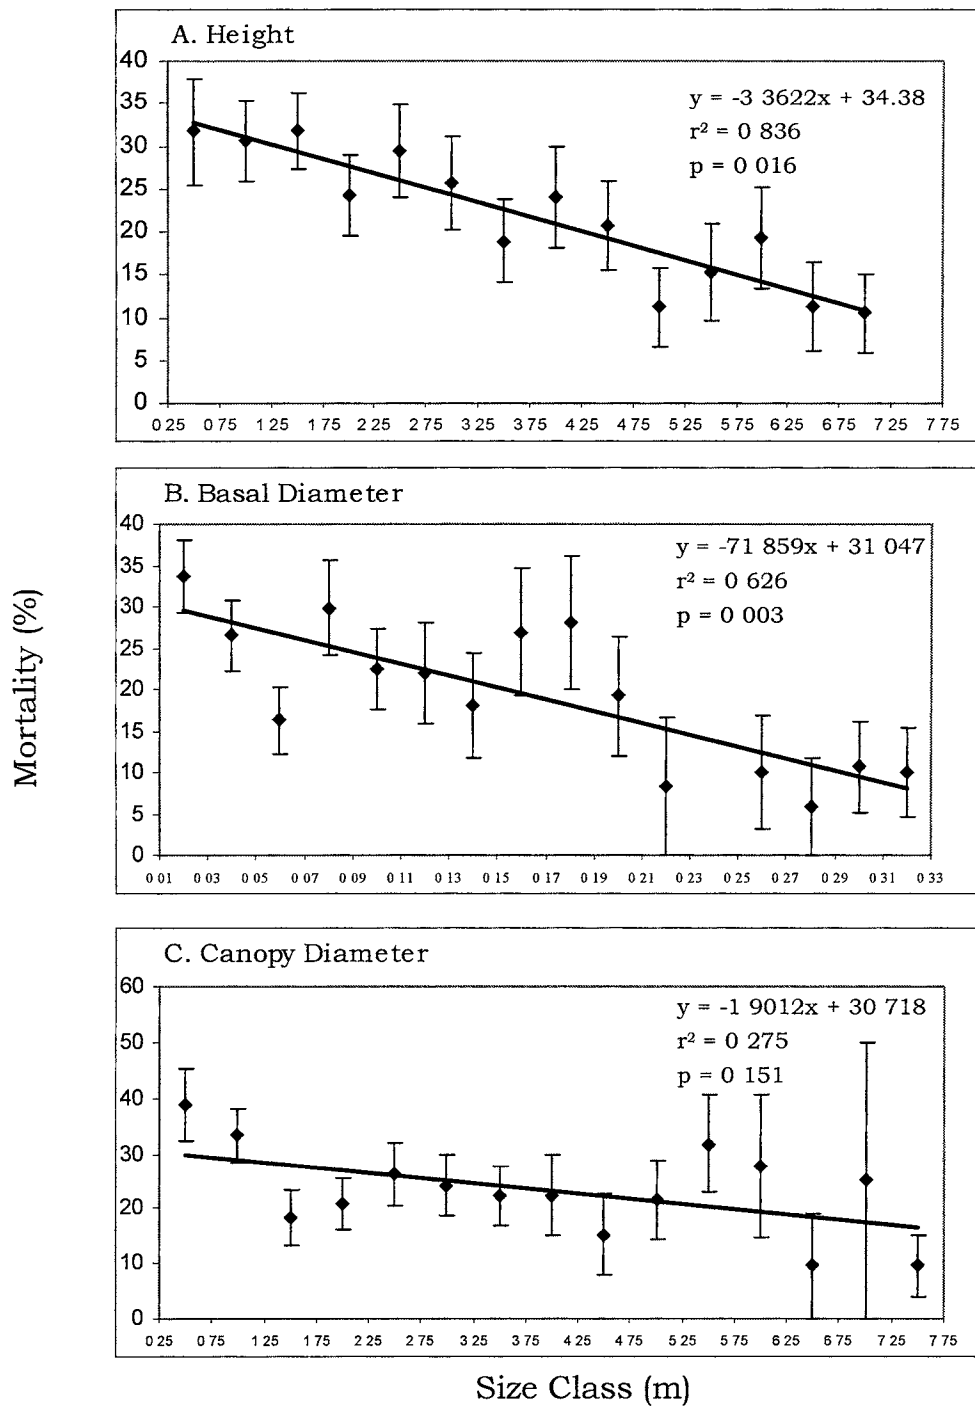 A. Height
40
35
30
25
20
15
10
5
0
y = -3 3622x + 34.38
r² = 0 836
p = 0 016
0 25 0 75 1 25 1 75 2 25 2 75 3 25 3 75 4 25 4 75 5 25 5 75 6 25 6 75 7 25 7 75
B. Basal Diameter
40
35
30
25
20
15
10
5
0
y = -71 859x + 31 047
r² = 0 626
p = 0 003
0 01 0 03 0 05 0 07 0 09 0 11 0 13 0 15 0 17 0 19 0 21 0 23 0 25 0 27 0 29 0 31 0 33
Mortality (%)
C. Canopy Diameter
60
50
40
30
20
10
0
y = -1 9012x + 30 718
r² = 0 275
p = 0 151
0 25 0 75 1 25 1 75 2 25 2 75 3 25 3 75 4 25 4 75 5 25 5 75 6 25 6 75 7 25 7 75
Size Class (m)